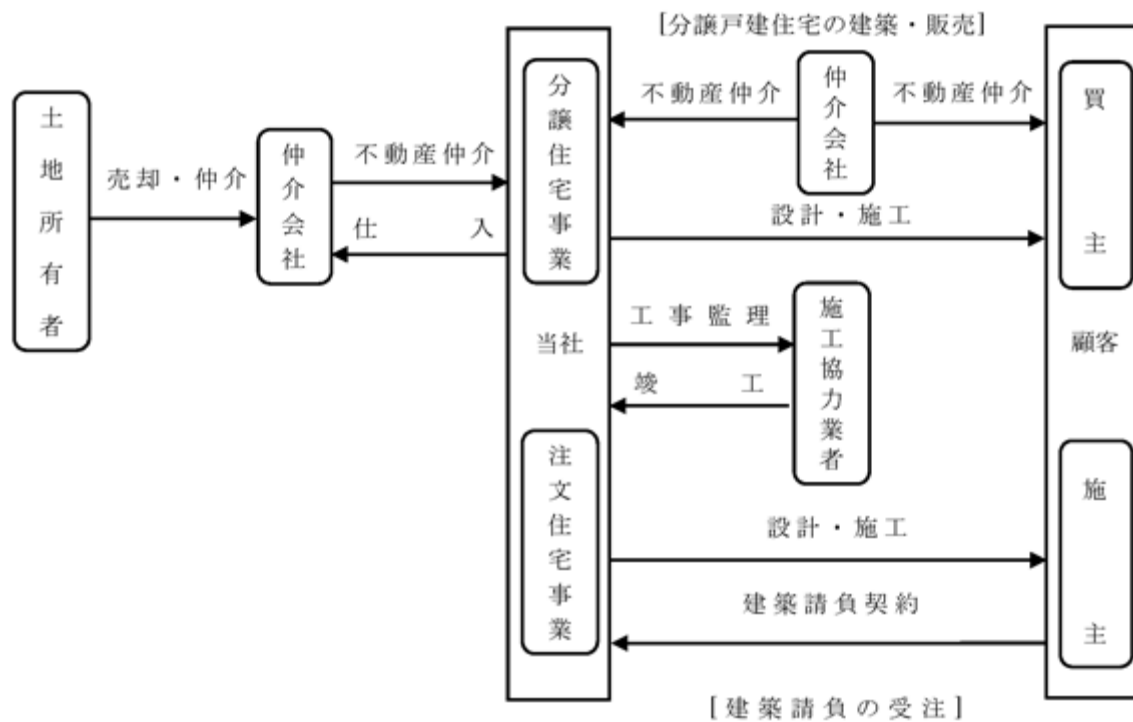 [分譲戸建住宅の建築・販売]
土地所有者
売却・仲介
仲介会社
不動産仲介
仕入
分譲住宅事業
不動産仲介
仲介会社
不動産仲介
買主
設計・施工
工事監理
施工協力業者
竣工
当社
顧客
注文住宅事業
設計・施工
建築請負契約
施主
[建築請負の受注]